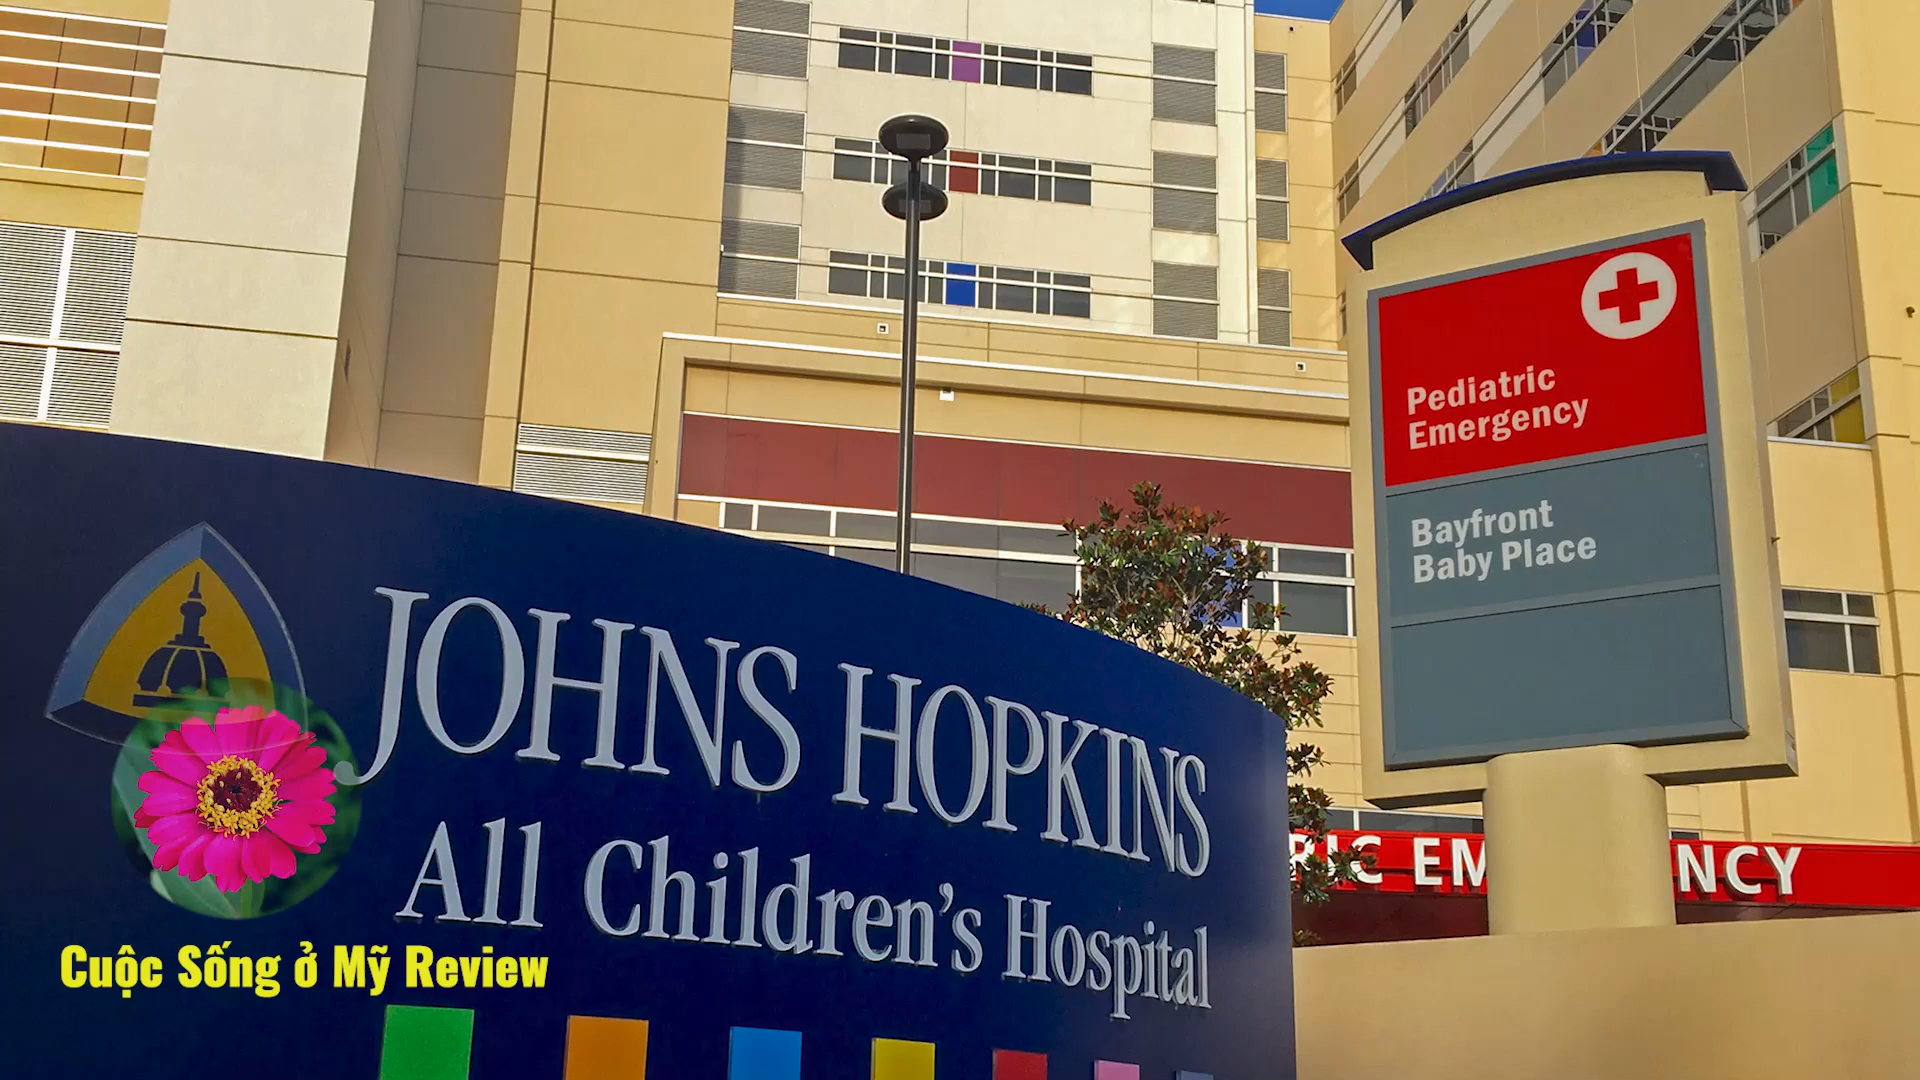 Pediatric
Emergency
Bayfront
Baby Place
JOHNS HOPKINS
All Children's Hospital
RIC EM NCY
Cuộc Sống ở Mỹ Review